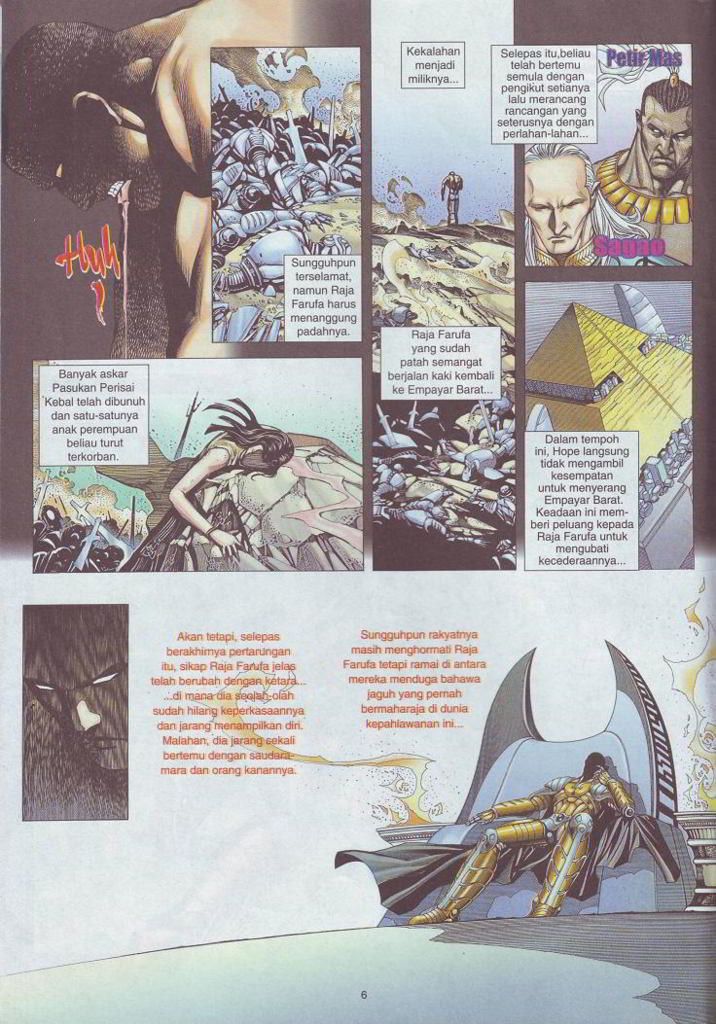 Sungguhpun
terselamat,
namun Raja
Farufa harus
menanggung
padahnya.
Banyak askar
Pasukan Perisai
Kebal telah dibunuh
dan satu-satunya
anak perempuan
beliau turut
terkorban.
Kekalahan
menjadi
miliknya...
Raja Farufa
yang sudah
patah semangat
berjalan kaki kembali
ke Empayar Barat...
Selepas itu,beliau
telah bertemu
semula dengan
pengikut setianya
lalu merancang
rancangan yang
seterusnya dengan
perlahan-lahan...
Petir Mas
Sagao
Dalam tempoh
ini, Hope langsung
tidak mengambil
kesempatan
untuk menyerang
Empayar Barat.
Keadaan ini mem-
beri peluang kepada
Raja Farufa untuk
mengubati
kecederaannya...
Akan tetapi, selepas
berakhirnya pertarungan
itu, sikap Raja Farufa jelas
telah berubah dengan ketara...
...di mana dia seolah-olah
sudah hilang keperkasaannya
dan jarang menampilkan diri.
Malahan, dia jarang sekali
bertemu dengan saudara-
mara dan orang kanannya.
Sungguhpun rakyatnya
masih menghormati Raja
Farufa tetapi ramai di antara
mereka menduga bahawa
jaguh yang pernah
bermaharaja di dunia
kepahlawanan ini...
6